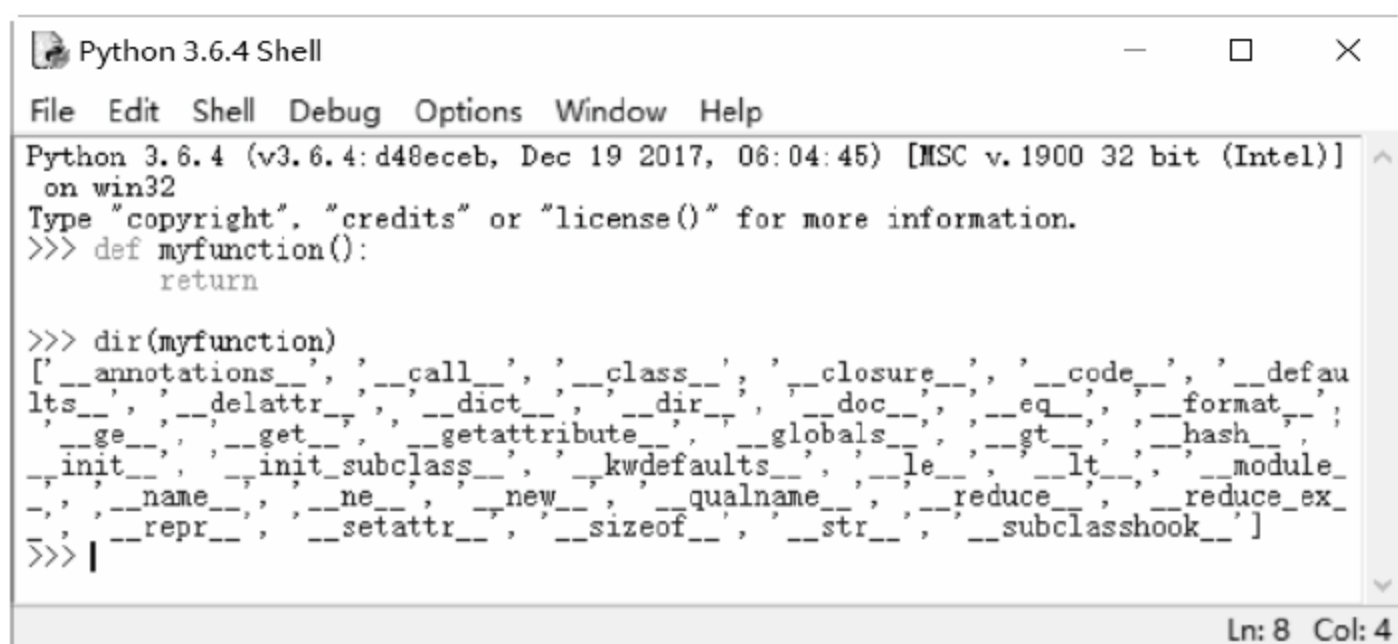 Python 3.6.4 Shell
File Edit Shell Debug Options Window Help
Python 3.6.4 (v3.6.4:d48eceb, Dec 19 2017, 06:04:45) [MSC v.1900 32 bit (Intel)]
 on win32
Type "copyright", "credits" or "license()" for more information.
>>> def myfunction():
        return
>>> dir(myfunction)
['__annotations__', '__call__', '__class__', '__closure__', '__code__', '__defau
lts__', '__delattr__', '__dict__', '__dir__', '__doc__', '__eq__', '__format__',
 '__ge__', '__get__', '__getattribute__', '__globals__', '__gt__', '__hash__', '
__init__', '__init_subclass__', '__kwdefaults__', '__le__', '__lt__', '__module_
_', '__name__', '__ne__', '__new__', '__qualname__', '__reduce__', '__reduce_ex_
_', '__repr__', '__setattr__', '__sizeof__', '__str__', '__subclasshook__']
>>>
Ln: 8 Col: 4